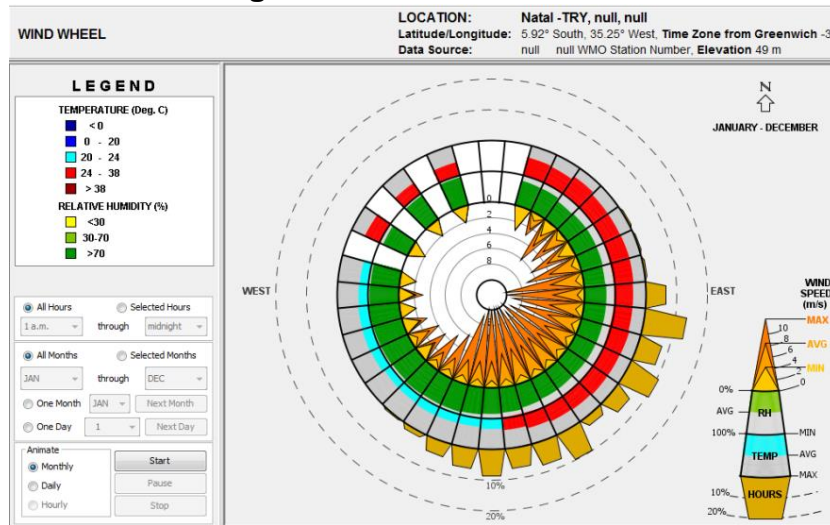 WIND WHEEL
LOCATION: Natal -TRY, null, null
Latitude/Longitude: 5.92° South, 35.25° West, Time Zone from Greenwich -3
Data Source: null null WMO Station Number, Elevation 49 m
LEGEND
TEMPERATURE (Deg. C)
< 0
0 - 20
20 - 24
24 - 38
> 38
RELATIVE HUMIDITY (%)
<30
30-70
>70
All Hours Selected Hours
1 a.m. through midnight
All Months Selected Months
JAN through DEC
One Month JAN Next Month
One Day 1 Next Day
Animate
Monthly Start
Daily Pause
Hourly Stop
N
JANUARY - DECEMBER
0
2
4
6
8
WEST
EAST
10%
20%
WIND
SPEED
(m/s)
MAX
10
8
AVG
6
4
MIN
2
0
0%
AVG RH
100% MIN
TEMP AVG
MAX
10% HOURS
20%